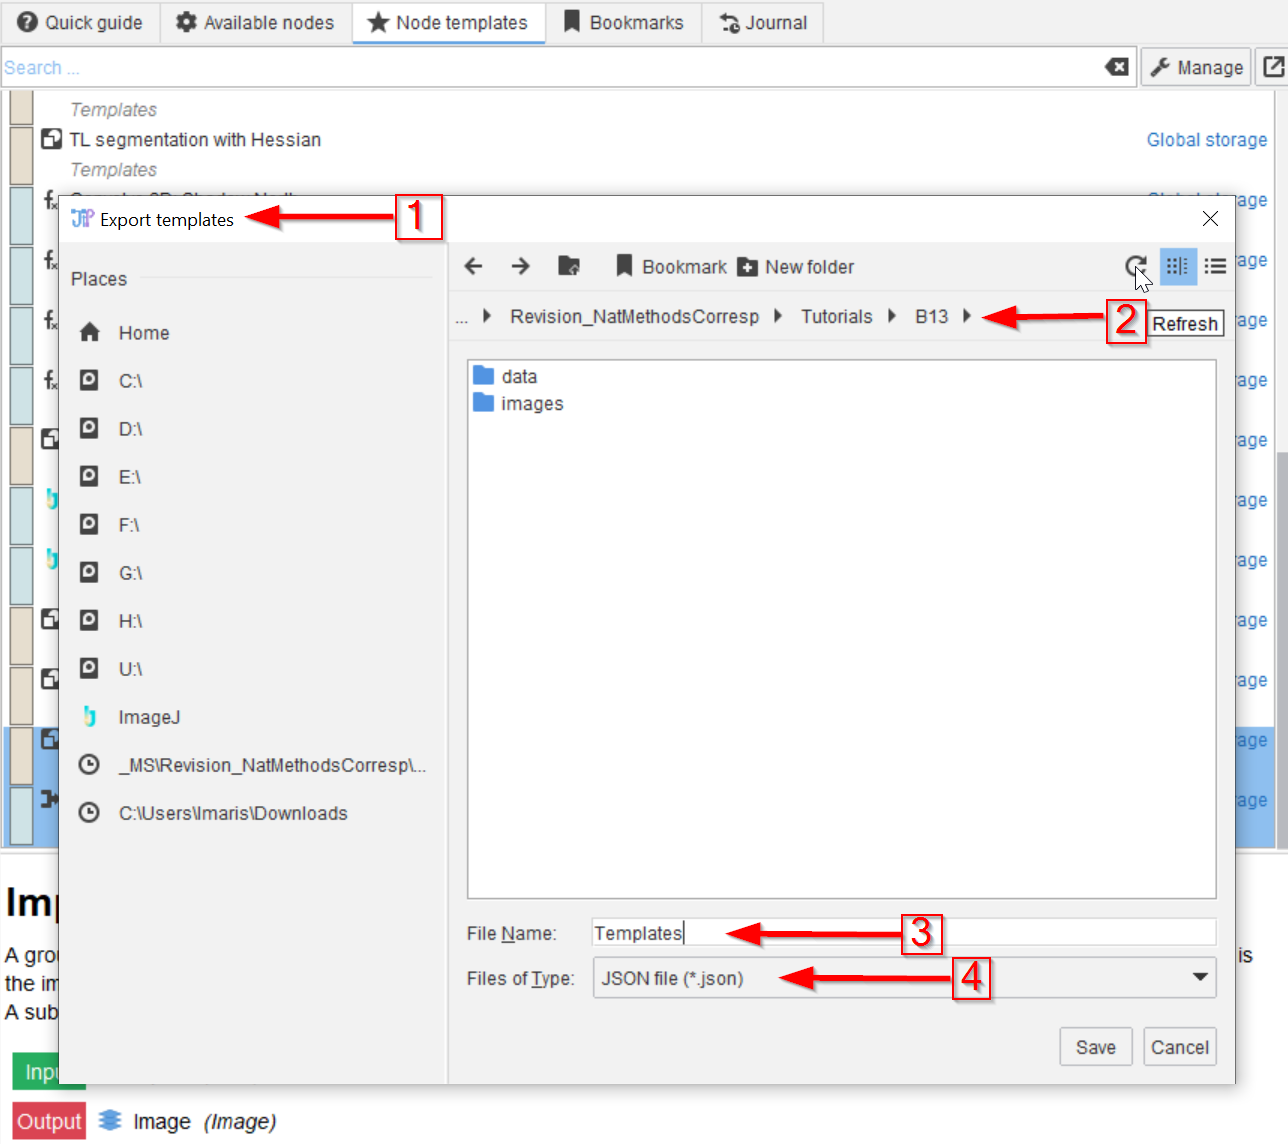 Quick guide Available nodes Node templates Bookmarks Journal
Search ... Manage
Templates
TL segmentation with Hessian Global storage
Templates
age
Export templates 1
Places
Bookmark New folder
age
... Revision_NatMethodsCorresp Tutorials B13 2 Refresh
age
Home
data
images
C:\
age
D:\
age
E:\
age
F:\
age
G:\
H:\
age
U:\
age
ImageJ
age
_MS\Revision_NatMethodsCorresp\...
age
C:\Users\Imaris\Downloads
Im
File Name: Templates 3
A gro is
Files of Type: JSON file (*.json) 4
the im
A sub
Save Cancel
Inp
Output Image (Image)